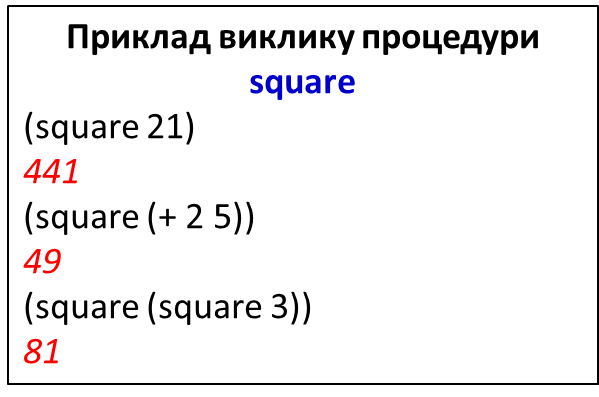 Приклад виклику процедури
square
(square 21)
441
(square (+ 2 5))
49
(square (square 3))
81